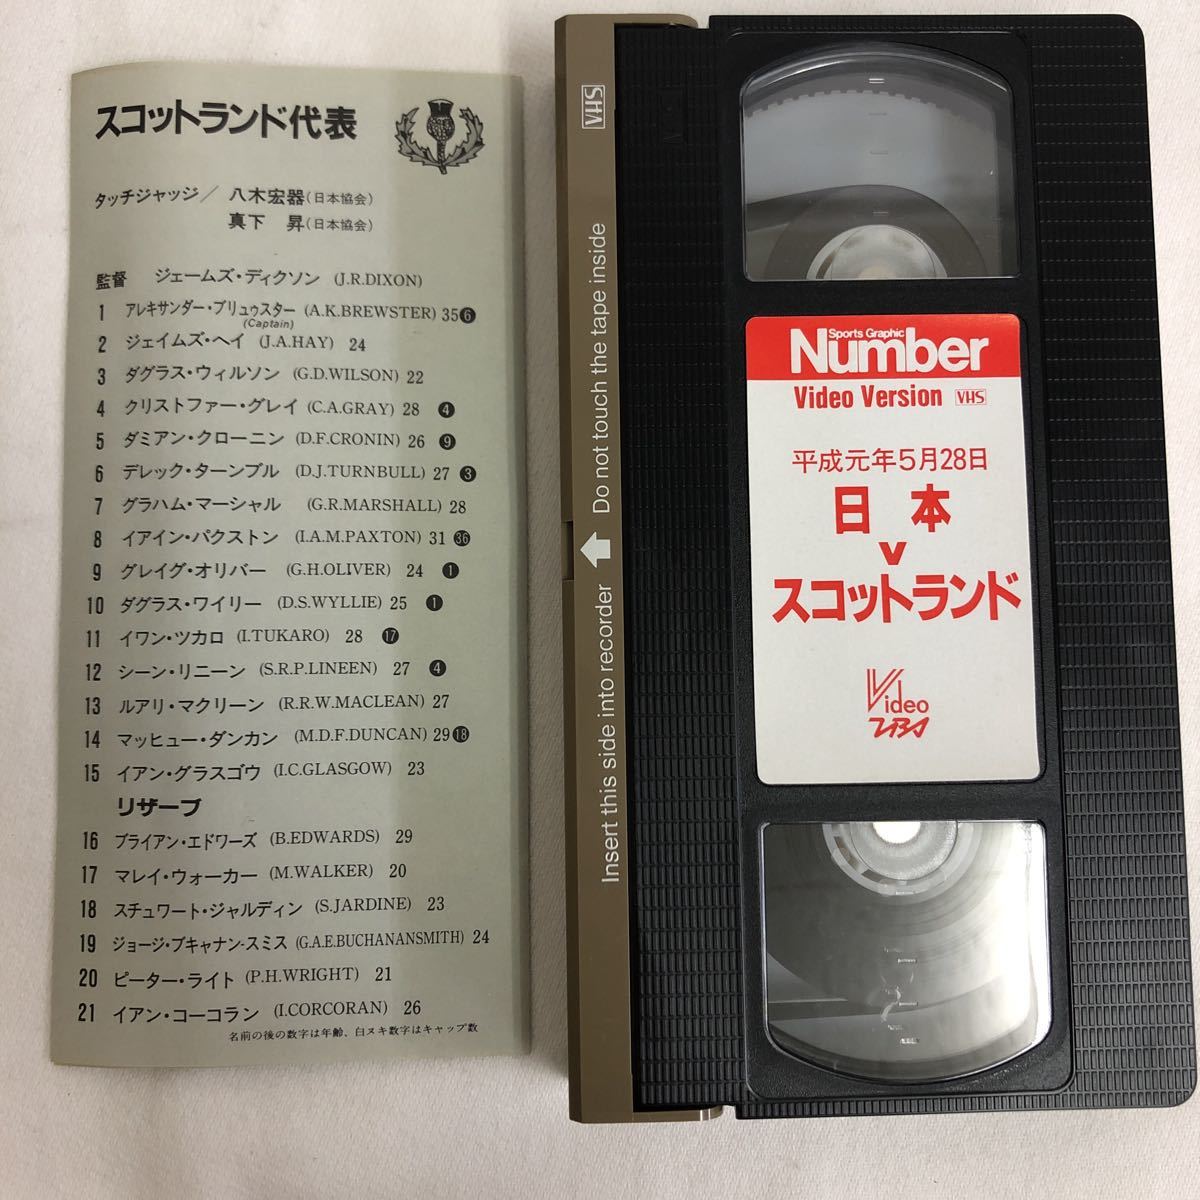 スコットランド代表
タッチジャッジ／ 八木宏器(日本協会)
真下 昇(日本協会)
監督 ジェームズ・ディクソン (J.R.DIXON)
1 アレキサンダー・ブリュゥスター (A.K.BREWSTER) 35❻
(Captain)
2 ジェイムズ・ヘイ (J.A.HAY) 24
3 ダグラス・ウィルソン (G.D.WILSON) 22
4 クリストファー・グレイ (C.A.GRAY) 28 ❹
5 ダミアン・クローニン (D.F.CRONIN) 26 ❾
6 デレック・ターンブル (D.J.TURNBULL) 27 ❸
7 グラハム・マーシャル (G.R.MARSHALL) 28
8 イアイン・パクストン (I.A.M.PAXTON) 31 36
9 グレイグ・オリバー (G.H.OLIVER) 24 ❶
10 ダグラス・ワイリー (D.S.WYLLIE) 25 ❶
11 イワン・ツカロ (I.TUKARO) 28 ⓱
12 シーン・リニーン (S.R.P.LINEEN) 27 ❹
13 ルアリ・マクリーン (R.R.W.MACLEAN) 27
14 マッヒュー・ダンカン (M.D.F.DUNCAN) 29⓲
15 イアン・グラスゴウ (I.C.GLASGOW) 23
リザーブ
16 ブライアン・エドワーズ (B.EDWARDS) 29
17 マレイ・ウォーカー (M.WALKER) 20
18 スチュワート・ジャルディン (S.JARDINE) 23
19 ジョージ・ブキャナン-スミス (G.A.E.BUCHANANSMITH) 24
20 ピーター・ライト (P.H.WRIGHT) 21
21 イアン・コーコラン (I.CORCORAN) 26
名前の後の数字は年齢、白ヌキ数字はキャップ数
VHS
Insert this side into recorder Do not touch the tape inside
Sports Graphic
Number
Video Version VHS
平成元年5月28日
日本
v
スコットランド
Video